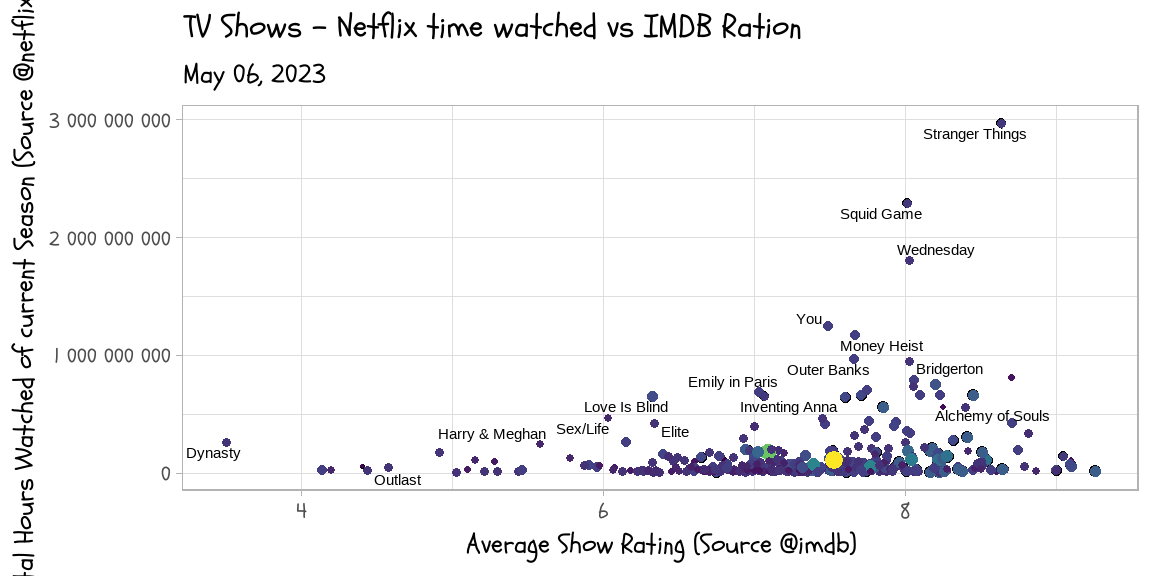 TV Shows – Netflix time watched vs IMDB Ration
May 06, 2023
tal Hours Watched of current Season (Source @netflix
3 000 000 000
2 000 000 000
1 000 000 000
0
Stranger Things
Squid Game
Wednesday
You
Money Heist
Outer Banks
Bridgerton
Emily in Paris
Love Is Blind
Inventing Anna
Alchemy of Souls
Sex/Life
Elite
Harry & Meghan
Dynasty
Outlast
4
6
8
Average Show Rating (Source @imdb)